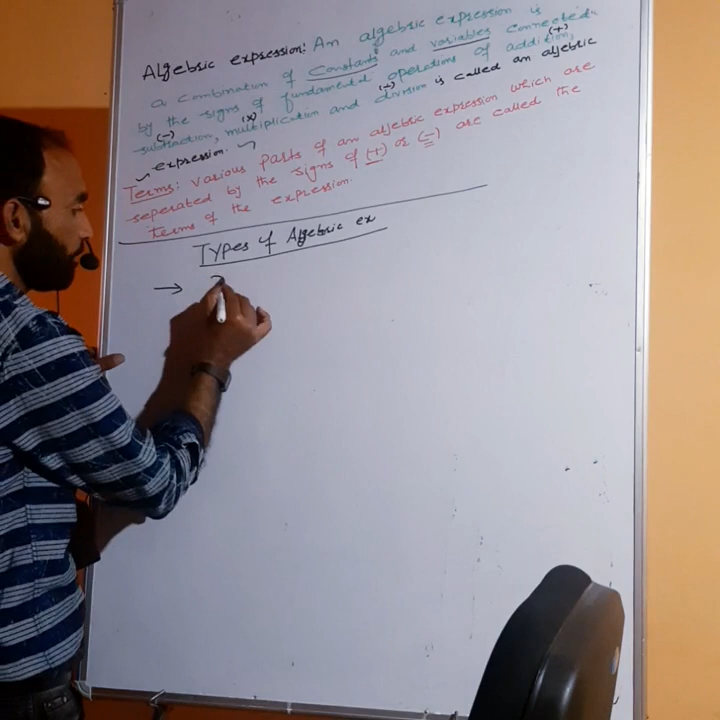 Algebric expression: An algebric expression is
a combination of constants and variables connected
by the signs of fundamental operations of addition, (+)
(-) (x) (÷)
subtraction, multiplication and division is called an algebric
expression.
Terms: Various parts of an algebric expression which are
seperated by the signs of (+) or (-) are called the
terms of the expression.
Types of Algebric ex
→